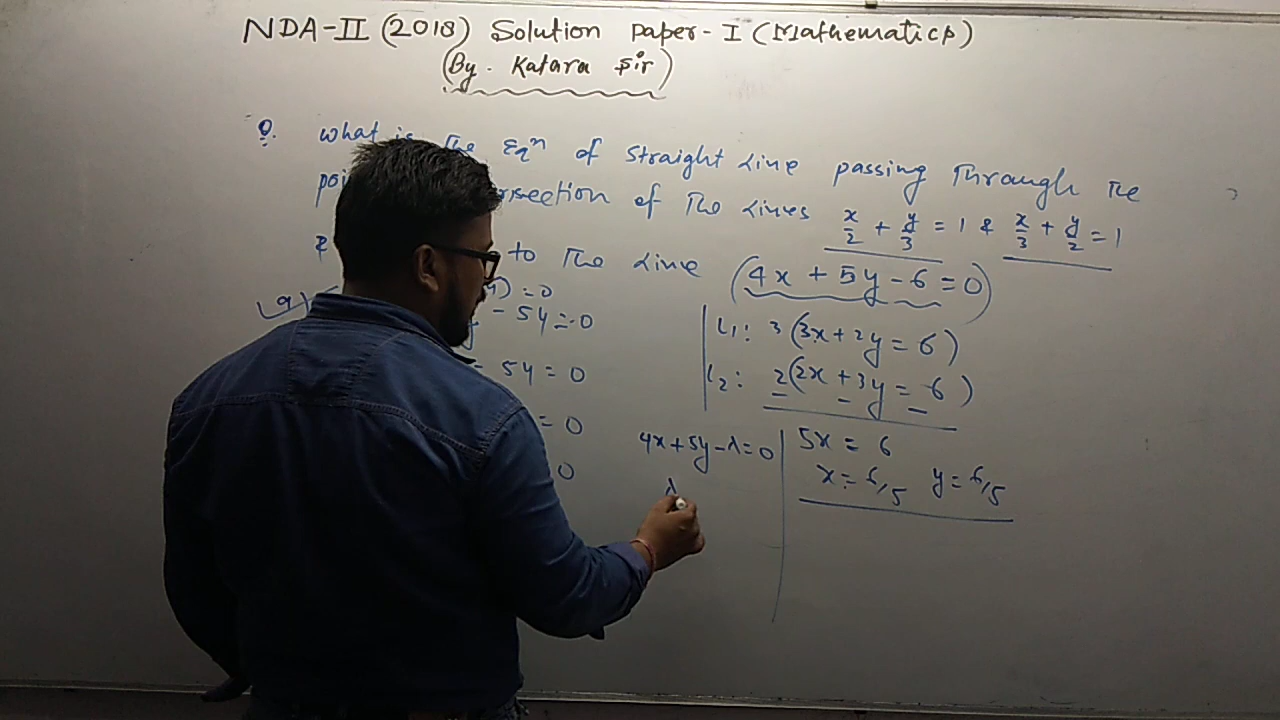 NDA-II (2018) Solution Paper-I (Mathematics)
(By. Katara Sir)
Q. what is The Eqⁿ of Straight Line passing Through The
of The Lines x/2 + y/3 = 1 & x/3 + y/2 = 1
to The Line (4x + 5y - 6 = 0)
(a)
) = 0
- 5y = 0
5y = 0
= 0
0
L₁: 3(3x + 2y = 6)
L₂: 2(2x + 3y = 6)
- - -
5x = 6
x = 6/5 y = 6/5
4x + 5y - λ = 0
λ